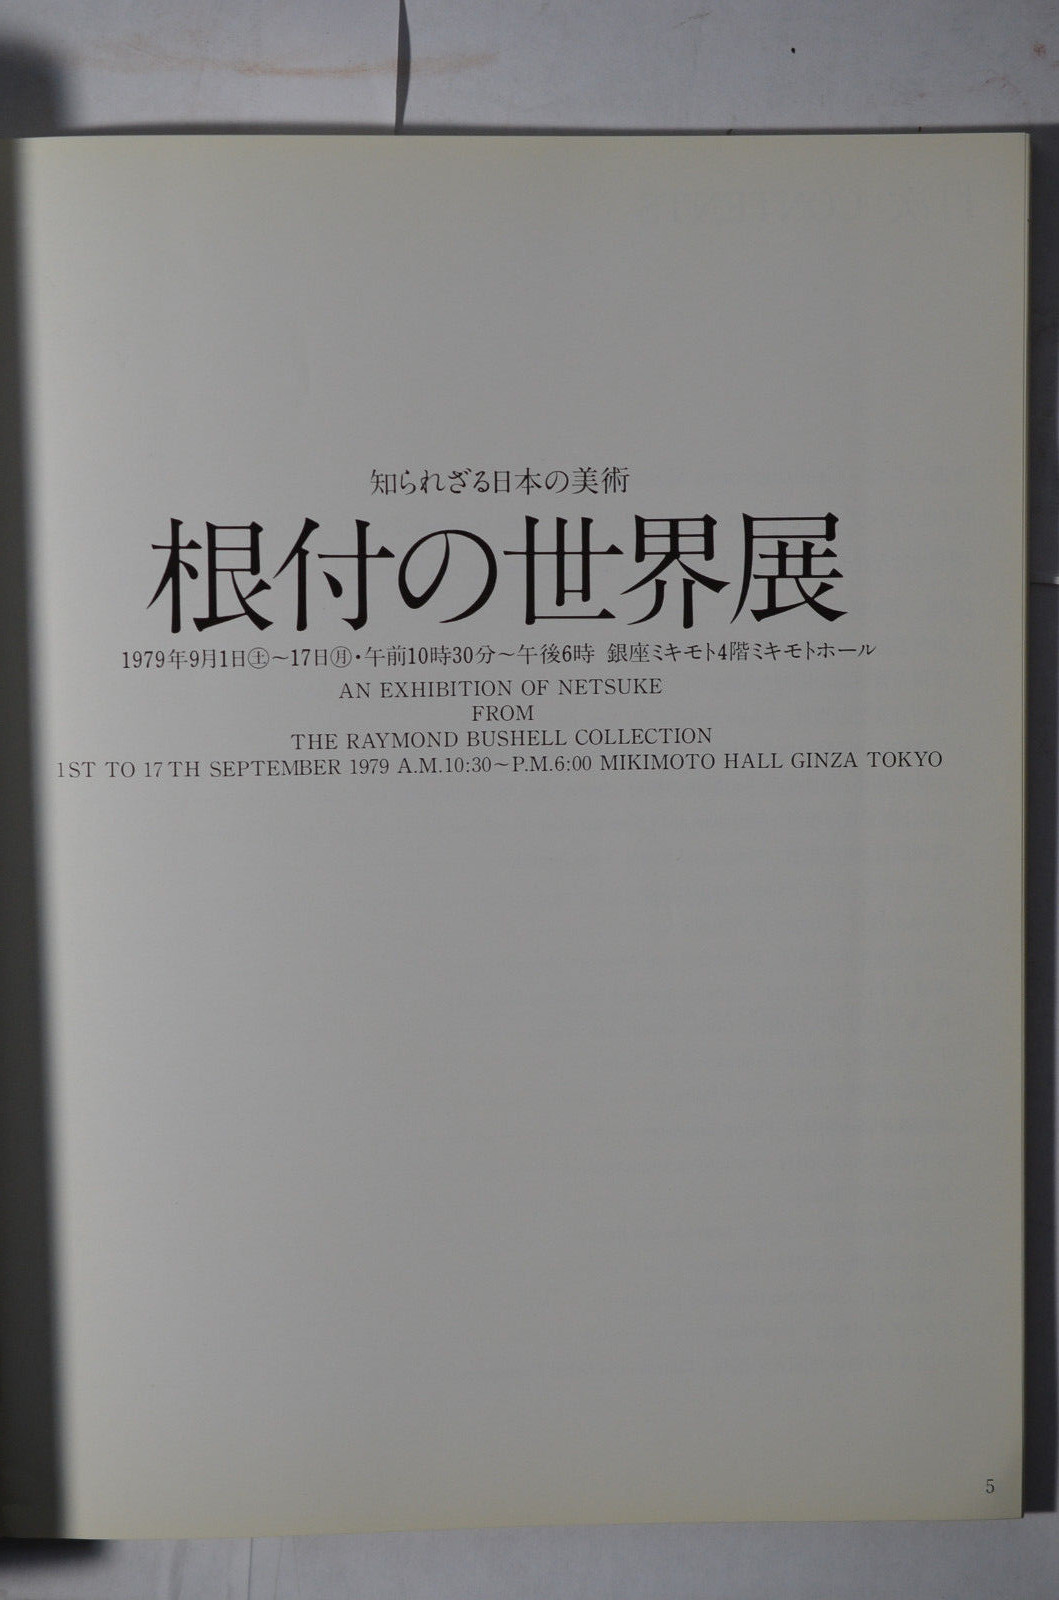 知られざる日本の美術
根付の世界展
1979年9月1日㊏〜17日㊊・午前10時30分〜午後6時 銀座ミキモト4階ミキモトホール
AN EXHIBITION OF NETSUKE
FROM
THE RAYMOND BUSHELL COLLECTION
1ST TO 17TH SEPTEMBER 1979 A.M.10:30〜P.M.6:00 MIKIMOTO HALL GINZA TOKYO
5